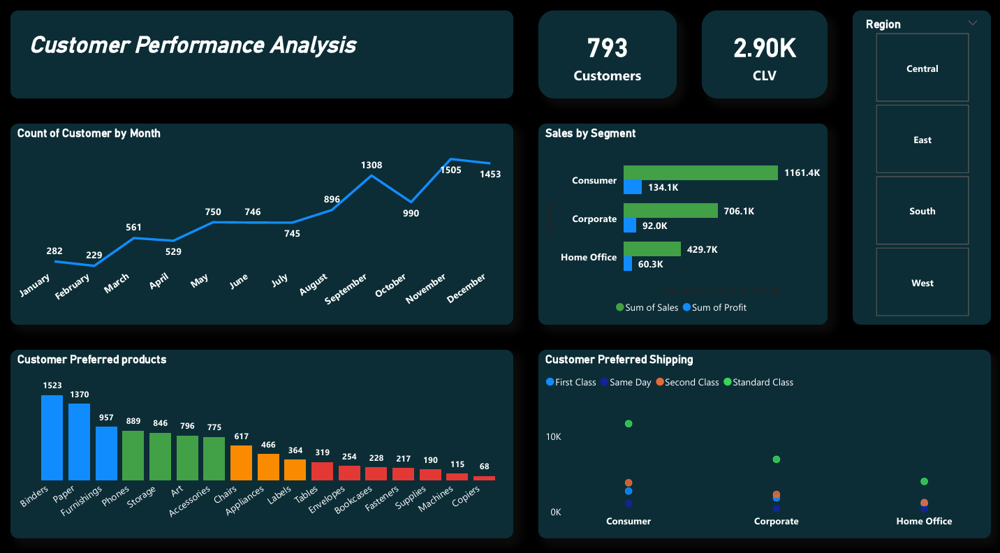 Customer Performance Analysis
793
Customers
2.90K
CLV
Region
Central
East
South
West
Count of Customer by Month
282
229
561
529
750
746
745
896
1308
990
1505
1453
January
February
March
April
May
June
July
August
September
October
November
December
Sales by Segment
Consumer
1161.4K
134.1K
Corporate
706.1K
92.0K
Home Office
429.7K
60.3K
Sum of Sales Sum of Profit
Customer Preferred products
1523
1370
957
889
846
796
775
617
466
364
319
254
228
217
190
115
68
Binders
Paper
Furnishings
Phones
Storage
Art
Accessories
Chairs
Appliances
Labels
Tables
Envelopes
Bookcases
Fasteners
Supplies
Machines
Copiers
Customer Preferred Shipping
First Class Same Day Second Class Standard Class
10K
0K
Consumer Corporate Home Office